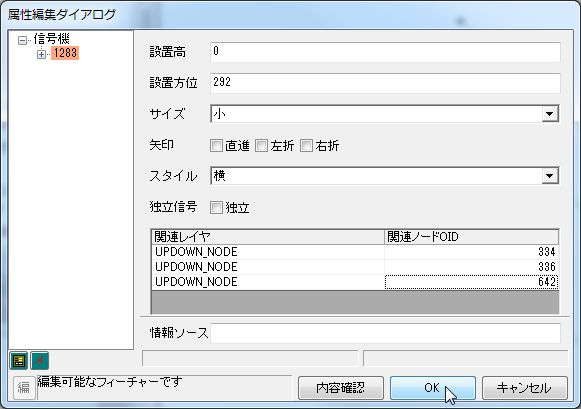 属性編集ダイアログ
信号機
1283
設置高 0
設置方位 292
サイズ 小
矢印 直進 左折 右折
スタイル 横
独立信号 独立
関連レイヤ 関連ノードOID
UPDOWN_NODE 334
UPDOWN_NODE 336
UPDOWN_NODE 642
情報ソース
編 編集可能なフィーチャーです 内容確認 OK キャンセル